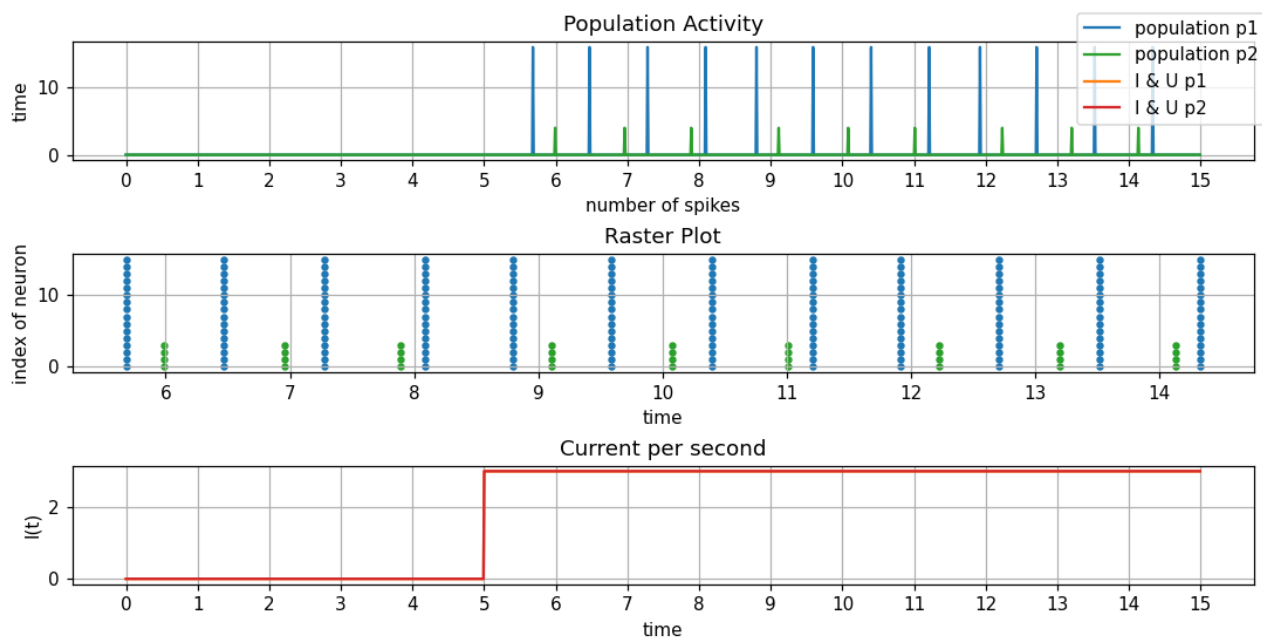 Population Activity
population p1
population p2
I & U p1
I & U p2
time
10
0
0 1 2 3 4 5 6 7 8 9 10 11 12 13 14 15
number of spikes
Raster Plot
index of neuron
10
0
6 7 8 9 10 11 12 13 14
time
Current per second
I(t)
2
0
0 1 2 3 4 5 6 7 8 9 10 11 12 13 14 15
time